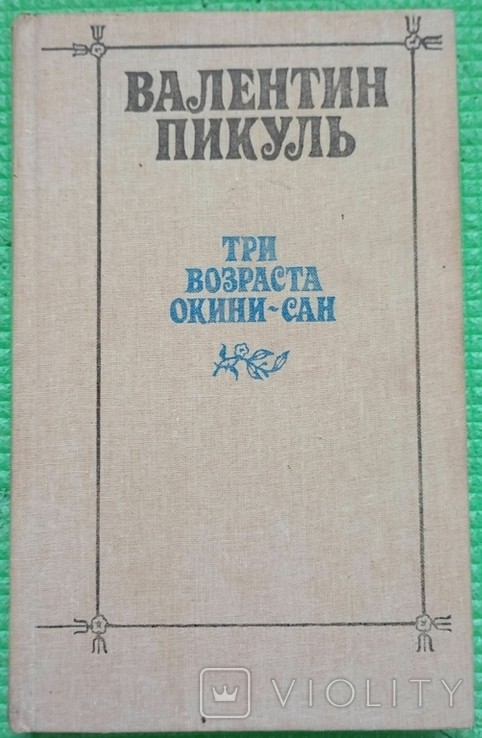 ВАЛЕНТИН
ПИКУЛЬ
ТРИ
ВОЗРАСТА
ОКИНИ-САН
VIOLITY